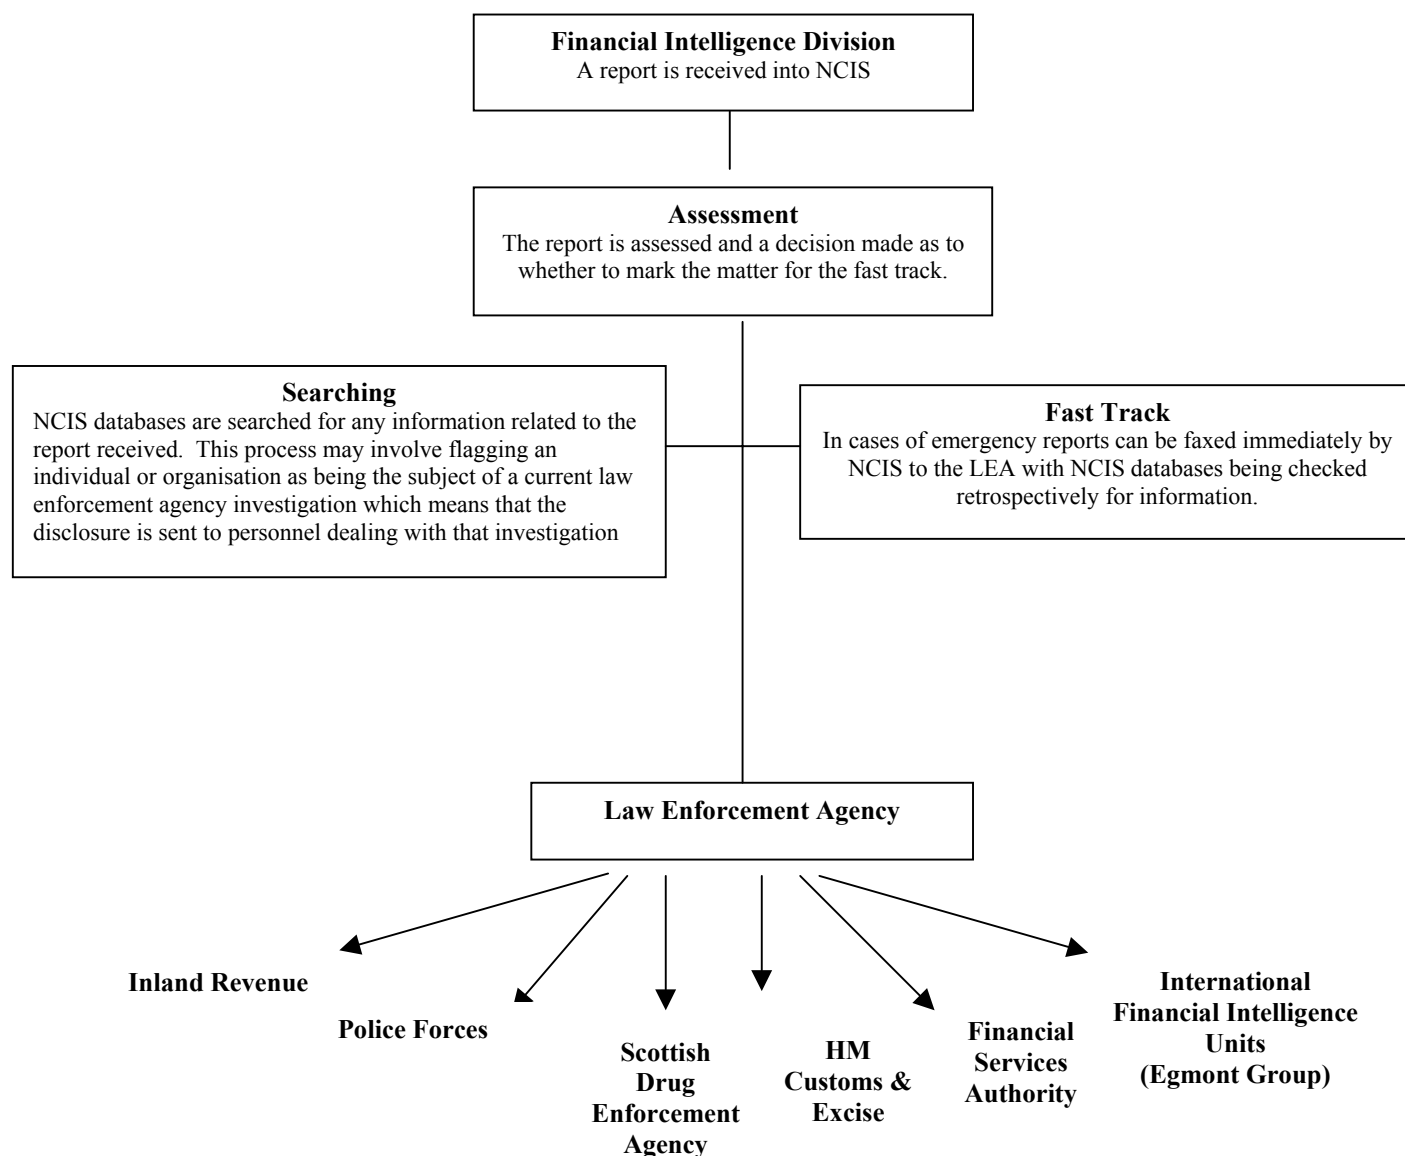 Financial Intelligence Division
A report is received into NCIS
Assessment
The report is assessed and a decision made as to
whether to mark the matter for the fast track.
Searching
NCIS databases are searched for any information related to the
report received.  This process may involve flagging an
individual or organisation as being the subject of a current law
enforcement agency investigation which means that the
disclosure is sent to personnel dealing with that investigation
Fast Track
In cases of emergency reports can be faxed immediately by
NCIS to the LEA with NCIS databases being checked
retrospectively for information.
Law Enforcement Agency
Inland Revenue
Police Forces
Scottish
Drug
Enforcement
Agency
HM
Customs &
Excise
Financial
Services
Authority
International
Financial Intelligence
Units
(Egmont Group)